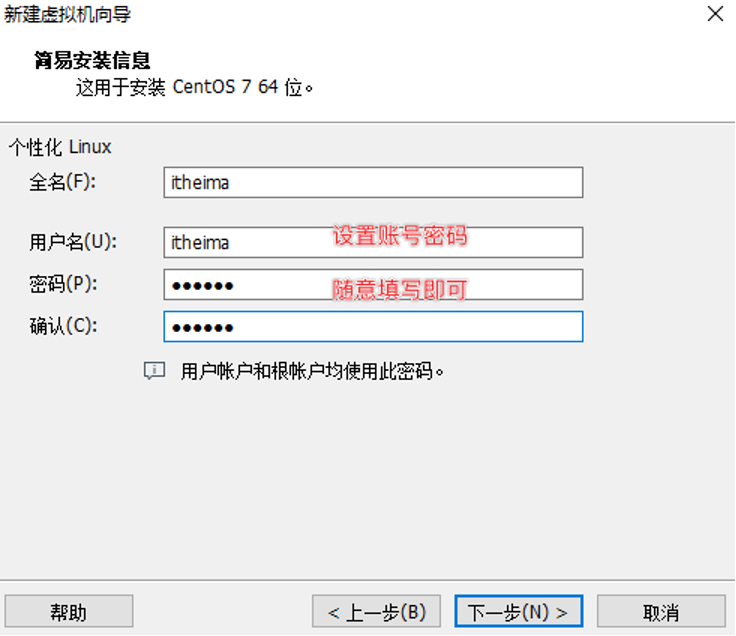 新建虚拟机向导
简易安装信息
这用于安装 CentOS 7 64 位。
个性化 Linux
全名(F): itheima
用户名(U): itheima 设置账号密码
密码(P): ●●●●●● 随意填写即可
确认(C): ●●●●●●
用户帐户和根帐户均使用此密码。
帮助 < 上一步(B) 下一步(N) > 取消